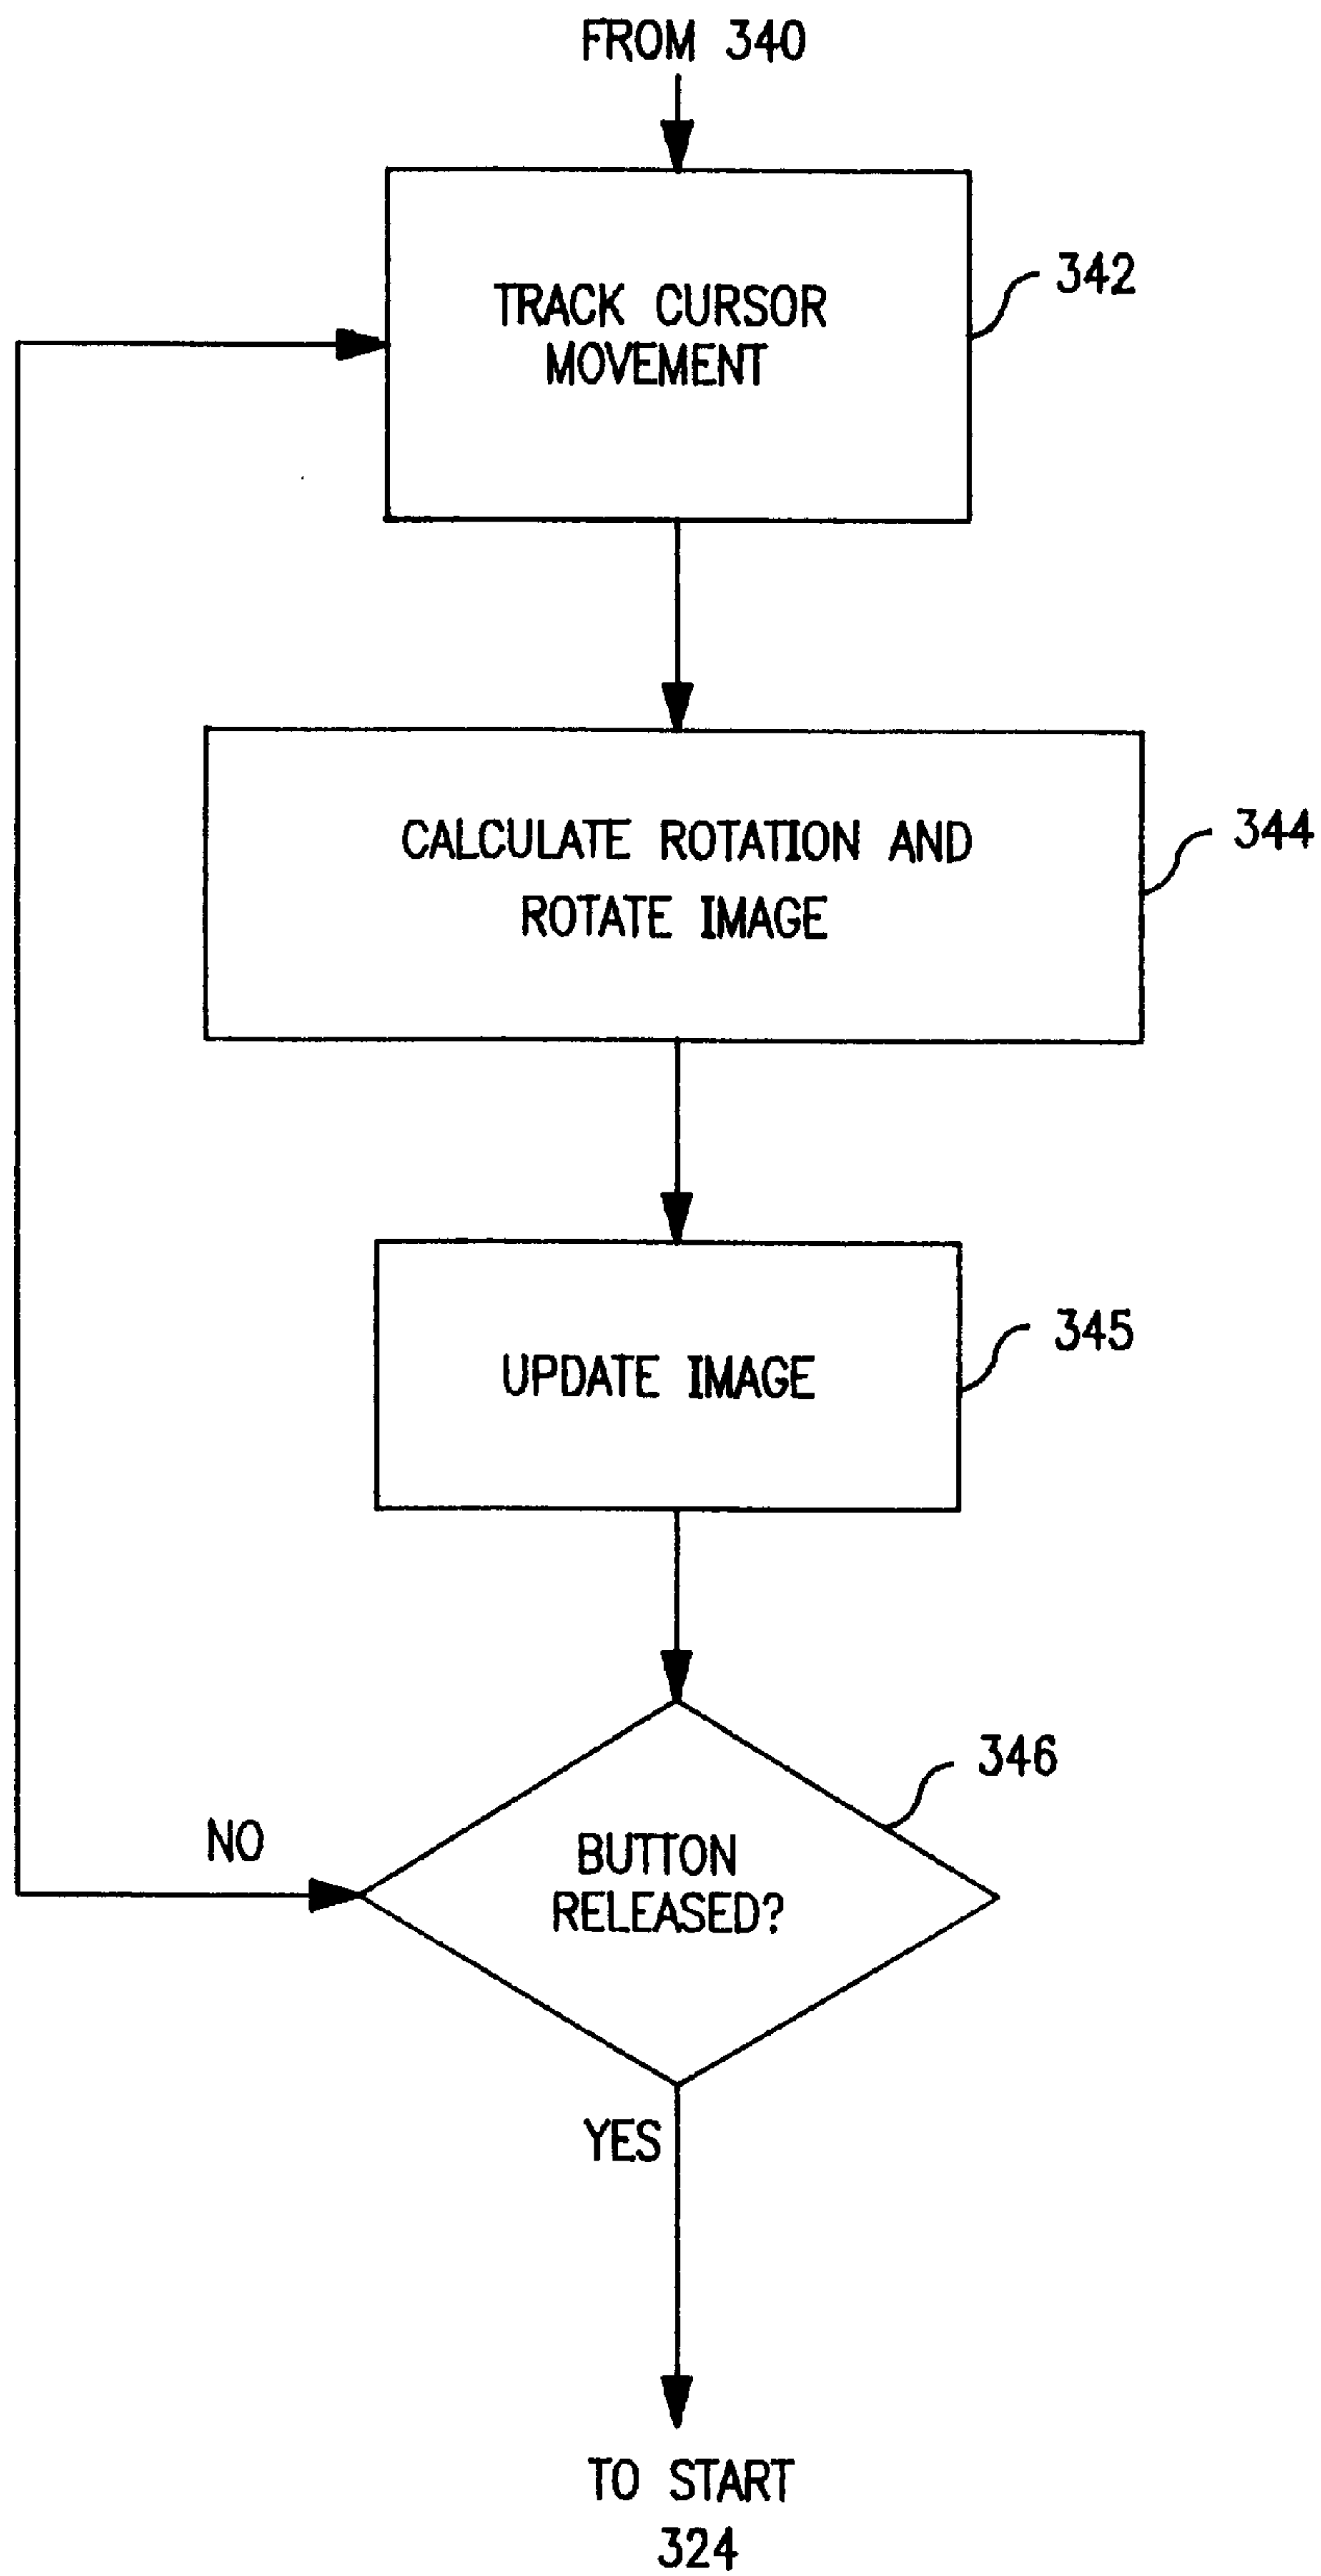 FROM 340
TRACK CURSOR
MOVEMENT
342
CALCULATE ROTATION AND
ROTATE IMAGE
344
UPDATE IMAGE
345
346
NO
BUTTON
RELEASED?
YES
TO START
324